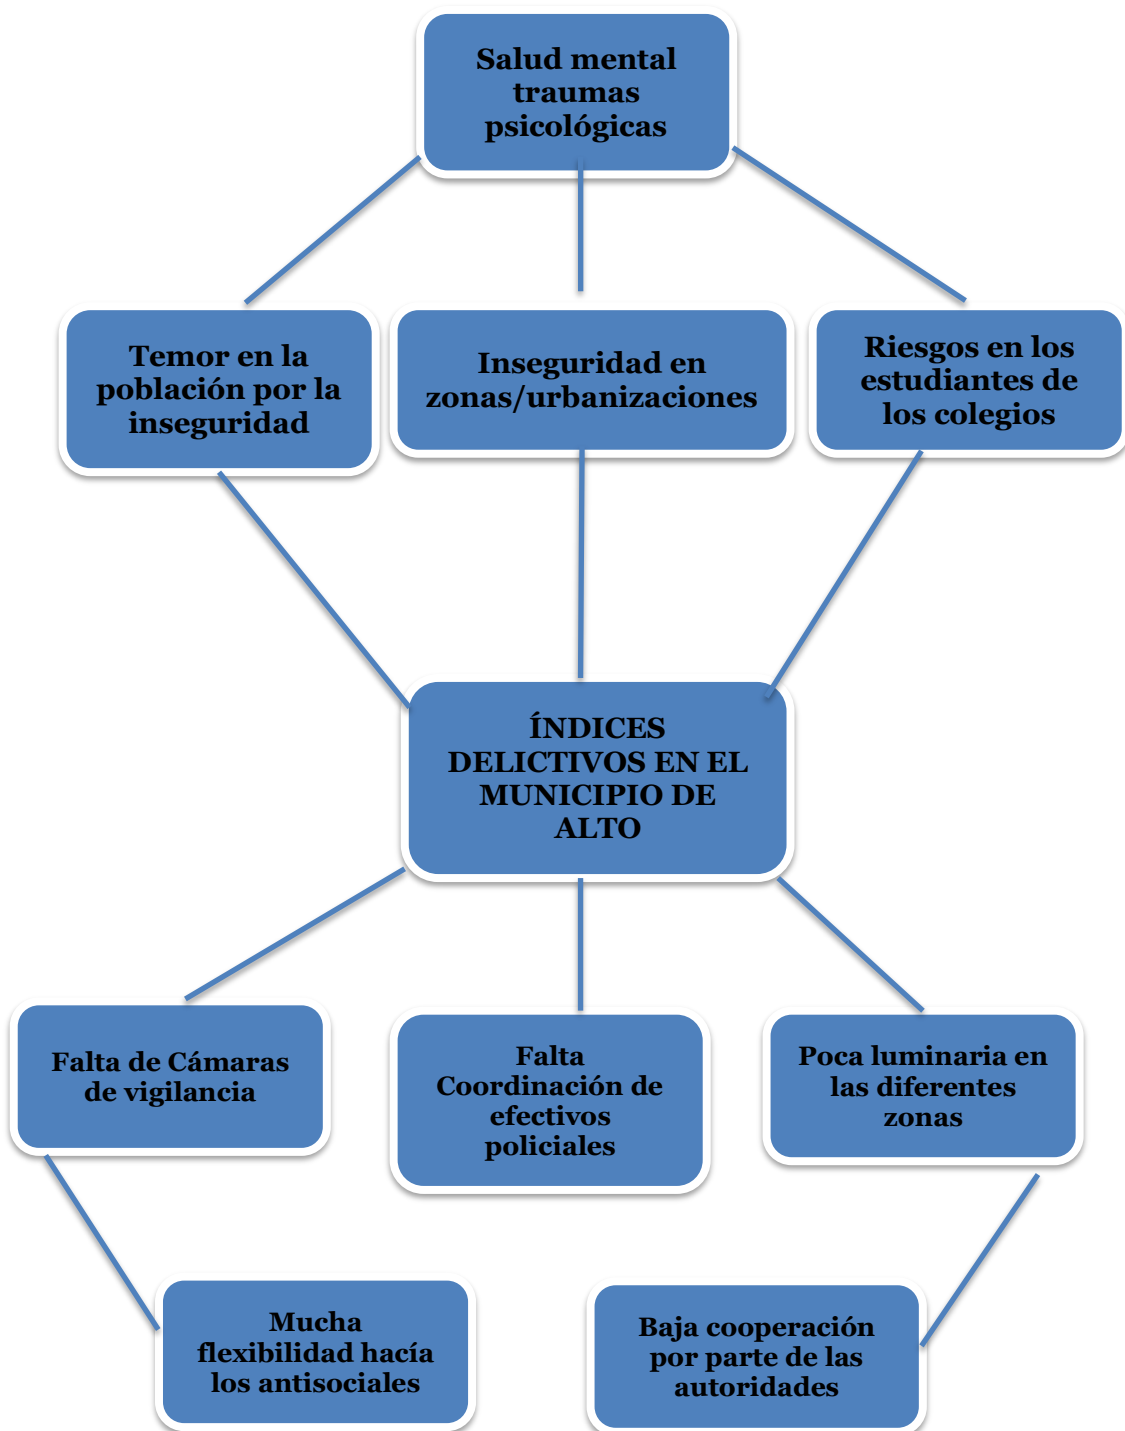 Salud mental
traumas
psicológicas
Temor en la
población por la
inseguridad
Inseguridad en
zonas/urbanizaciones
Riesgos en los
estudiantes de
los colegios
ÍNDICES
DELICTIVOS EN EL
MUNICIPIO DE
ALTO
Falta de Cámaras
de vigilancia
Falta
Coordinación de
efectivos
policiales
Poca luminaria en
las diferentes
zonas
Mucha
flexibilidad hacía
los antisociales
Baja cooperación
por parte de las
autoridades